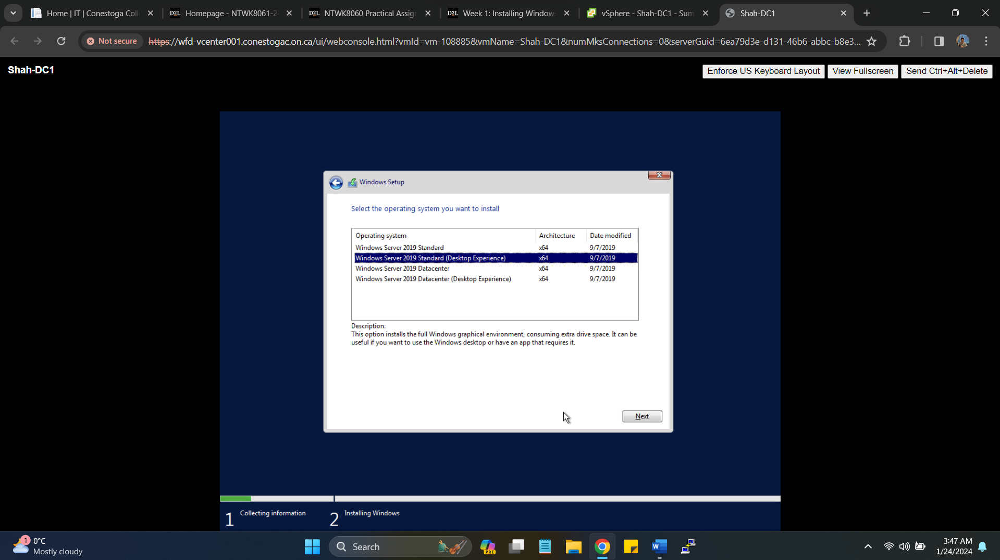 Home | IT | Conestoga Coll
Homepage - NTWK8061-2
NTWK8060 Practical Assig
Week 1: Installing Window
vSphere - Shah-DC1 - Sum
Shah-DC1
Not secure
https://wfd-vcenter001.conestogac.on.ca/ui/webconsole.html?vmId=vm-108885&vmName=Shah-DC1&numMksConnections=0&serverGuid=6ea79d3e-d131-46b6-abbc-b8e3...
Shah-DC1
Enforce US Keyboard Layout
View Fullscreen
Send Ctrl+Alt+Delete
Windows Setup
Select the operating system you want to install
Operating system Architecture Date modified
Windows Server 2019 Standard x64 9/7/2019
Windows Server 2019 Standard (Desktop Experience) x64 9/7/2019
Windows Server 2019 Datacenter x64 9/7/2019
Windows Server 2019 Datacenter (Desktop Experience) x64 9/7/2019
Description:
This option installs the full Windows graphical environment, consuming extra drive space. It can be
useful if you want to use the Windows desktop or have an app that requires it.
Next
1 Collecting information
2 Installing Windows
1
0°C
Mostly cloudy
Search
PRE
3:47 AM
1/24/2024